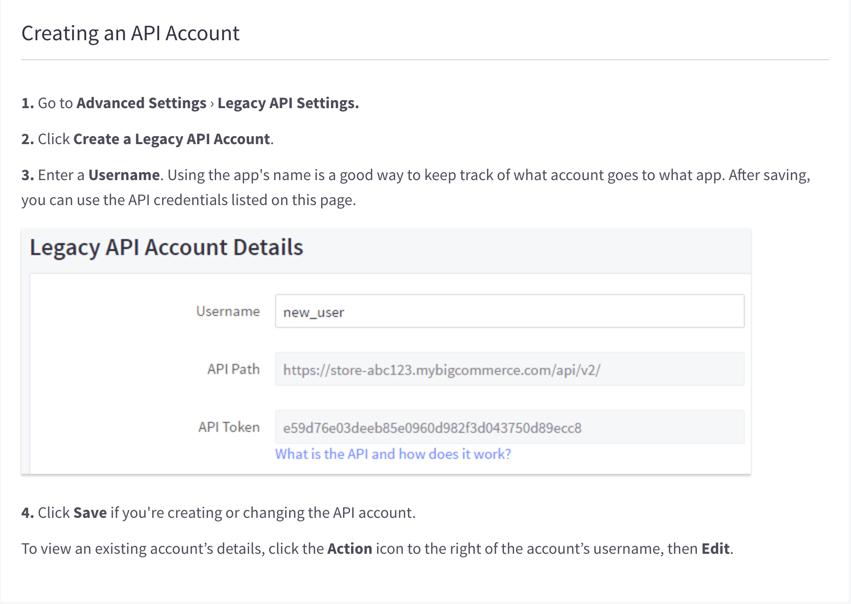 Creating an API Account
1. Go to Advanced Settings › Legacy API Settings.
2. Click Create a Legacy API Account.
3. Enter a Username. Using the app's name is a good way to keep track of what account goes to what app. After saving,
you can use the API credentials listed on this page.
Legacy API Account Details
Username
new_user
API Path
https://store-abc123.mybigcommerce.com/api/v2/
API Token
e59d76e03deeb85e0960d982f3d043750d89ecc8
What is the API and how does it work?
4. Click Save if you're creating or changing the API account.
To view an existing account’s details, click the Action icon to the right of the account’s username, then Edit.